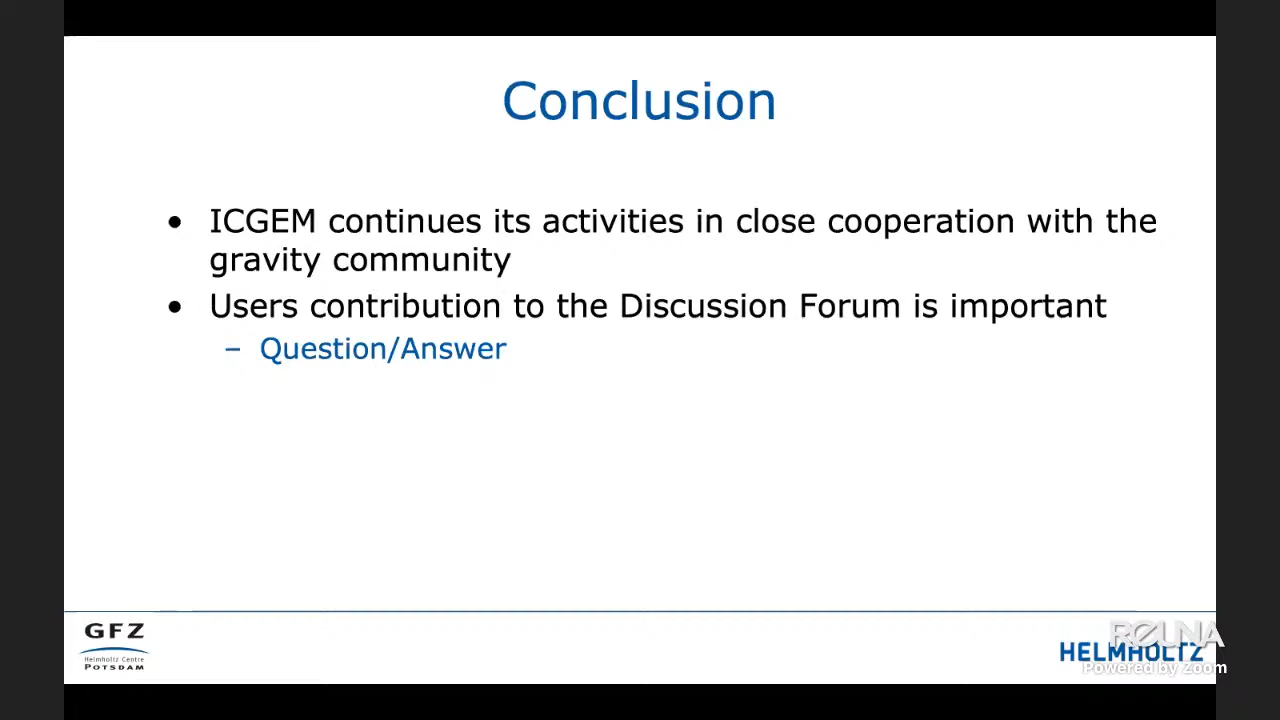 Conclusion
• ICGEM continues its activities in close cooperation with the
gravity community
• Users contribution to the Discussion Forum is important
– Question/Answer
GFZ
Helmholtz Centre
POTSDAM
REUNA
HELMHOLTZ
Powered by Zoom